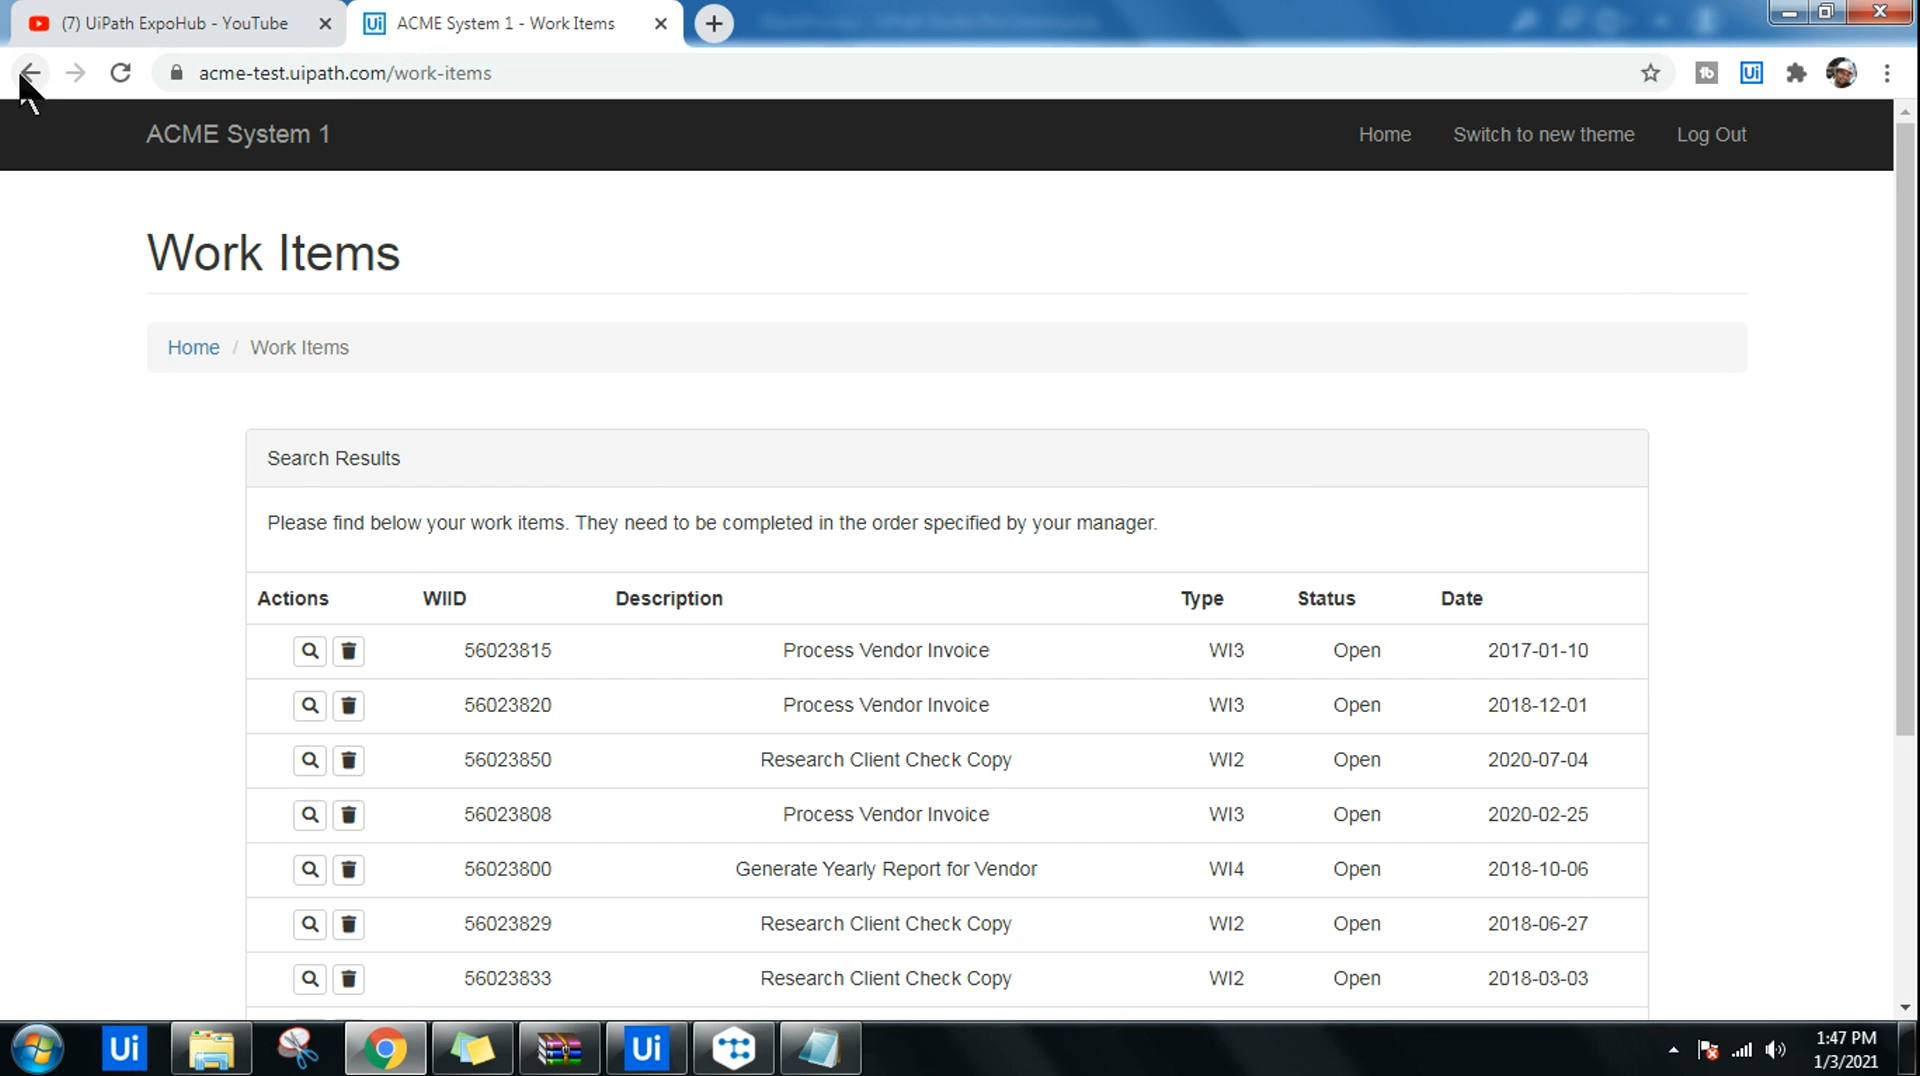 (7) UiPath ExpoHub - YouTube
Ui ACME System 1 - Work Items
acme-test.uipath.com/work-items
tb
Ui
ACME System 1
Home
Switch to new theme
Log Out
Work Items
Home / Work Items
Search Results
Please find below your work items. They need to be completed in the order specified by your manager.
Actions WIID Description Type Status Date
56023815 Process Vendor Invoice WI3 Open 2017-01-10
56023820 Process Vendor Invoice WI3 Open 2018-12-01
56023850 Research Client Check Copy WI2 Open 2020-07-04
56023808 Process Vendor Invoice WI3 Open 2020-02-25
56023800 Generate Yearly Report for Vendor WI4 Open 2018-10-06
56023829 Research Client Check Copy WI2 Open 2018-06-27
56023833 Research Client Check Copy WI2 Open 2018-03-03
Ui
Ui
1:47 PM
1/3/2021